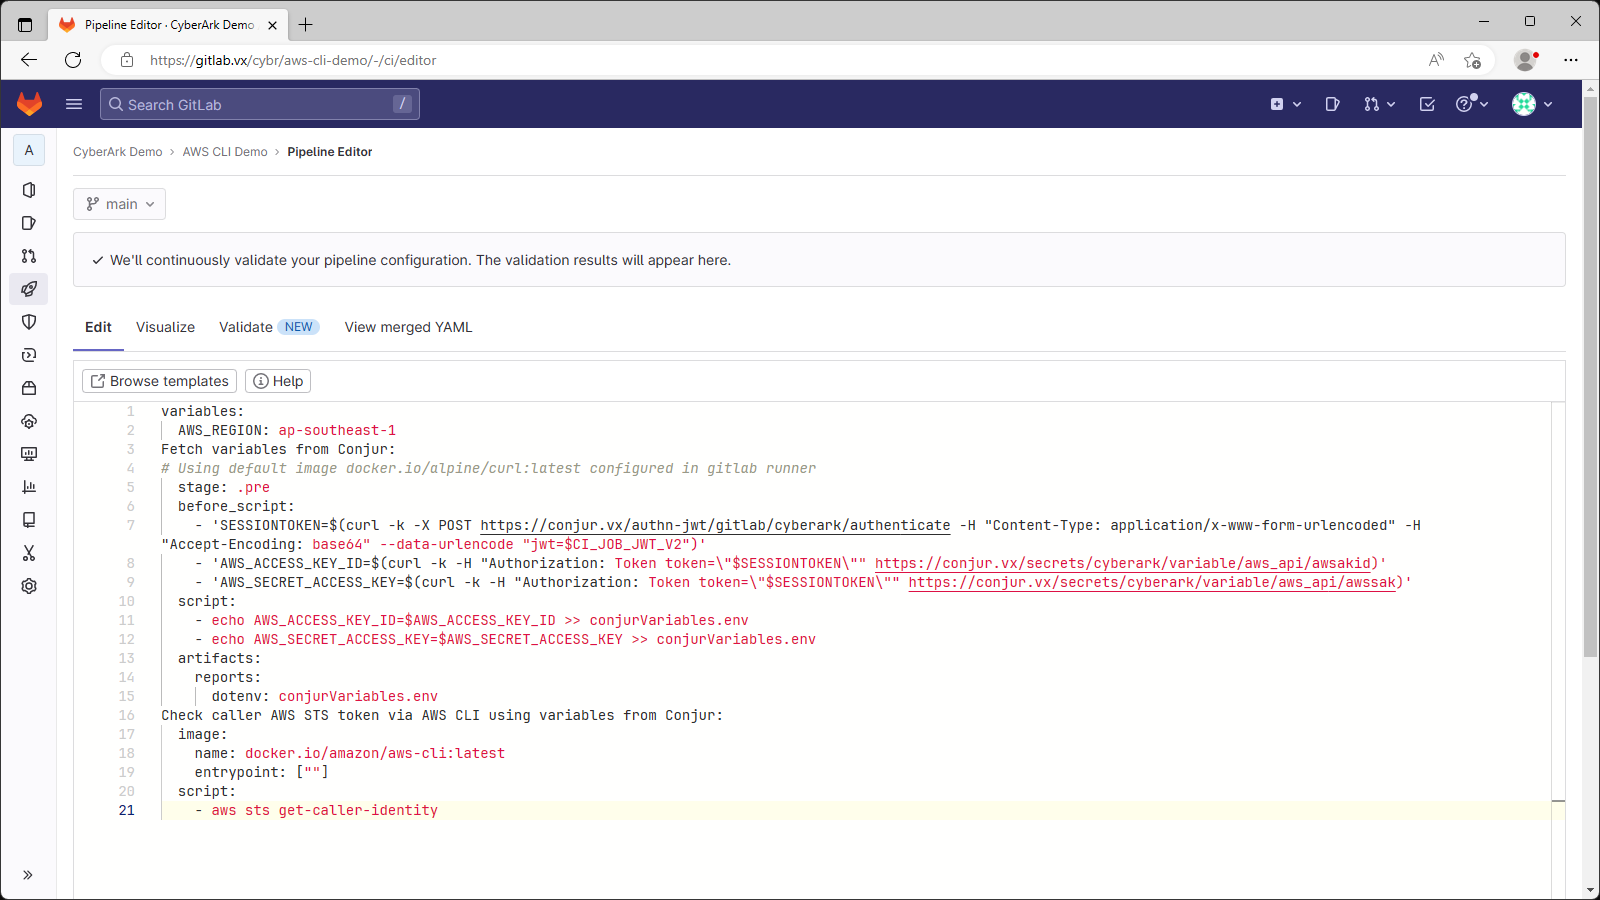 Pipeline Editor · CyberArk Demo
https://gitlab.vx/cybr/aws-cli-demo/-/ci/editor
Search GitLab /
A
CyberArk Demo › AWS CLI Demo › Pipeline Editor
main
We'll continuously validate your pipeline configuration. The validation results will appear here.
Edit Visualize Validate NEW View merged YAML
Browse templates Help
1 variables:
2 AWS_REGION: ap-southeast-1
3 Fetch variables from Conjur:
4 # Using default image docker.io/alpine/curl:latest configured in gitlab runner
5 stage: .pre
6 before_script:
7 - 'SESSIONTOKEN=$(curl -k -X POST https://conjur.vx/authn-jwt/gitlab/cyberark/authenticate -H "Content-Type: application/x-www-form-urlencoded" -H
"Accept-Encoding: base64" --data-urlencode "jwt=$CI_JOB_JWT_V2")'
8 - 'AWS_ACCESS_KEY_ID=$(curl -k -H "Authorization: Token token=\"$SESSIONTOKEN\"" https://conjur.vx/secrets/cyberark/variable/aws_api/awsakid)'
9 - 'AWS_SECRET_ACCESS_KEY=$(curl -k -H "Authorization: Token token=\"$SESSIONTOKEN\"" https://conjur.vx/secrets/cyberark/variable/aws_api/awssak)'
10 script:
11 - echo AWS_ACCESS_KEY_ID=$AWS_ACCESS_KEY_ID >> conjurVariables.env
12 - echo AWS_SECRET_ACCESS_KEY=$AWS_SECRET_ACCESS_KEY >> conjurVariables.env
13 artifacts:
14 reports:
15 dotenv: conjurVariables.env
16 Check caller AWS STS token via AWS CLI using variables from Conjur:
17 image:
18 name: docker.io/amazon/aws-cli:latest
19 entrypoint: [""]
20 script:
21 - aws sts get-caller-identity